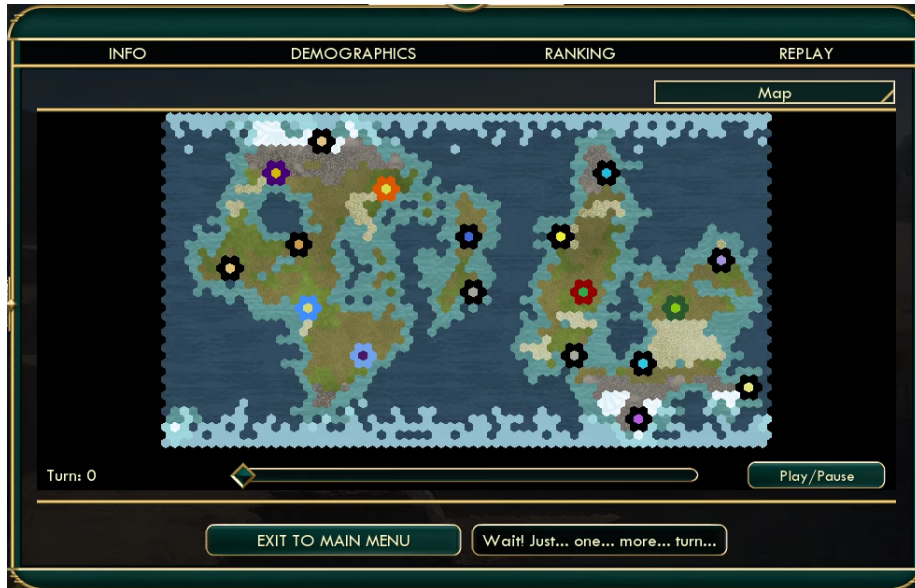 INFO
DEMOGRAPHICS
RANKING
REPLAY
Map
Turn: 0
Play/Pause
EXIT TO MAIN MENU
Wait! Just... one... more... turn...